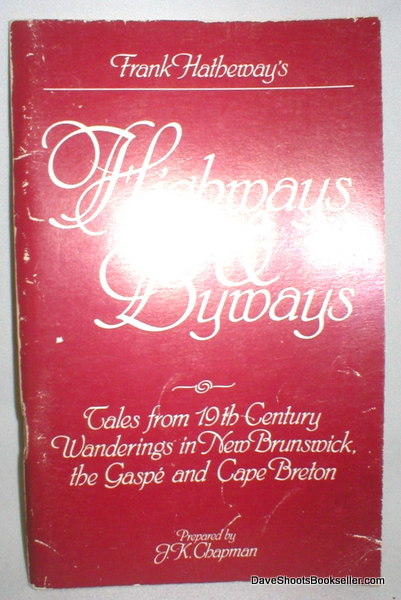 Frank Hatheway's
Highways
&
Byways
Tales from 19th Century
Wanderings in New Brunswick,
the Gaspé and Cape Breton
Prepared by
J.K. Chapman
DaveShootsBookseller.com